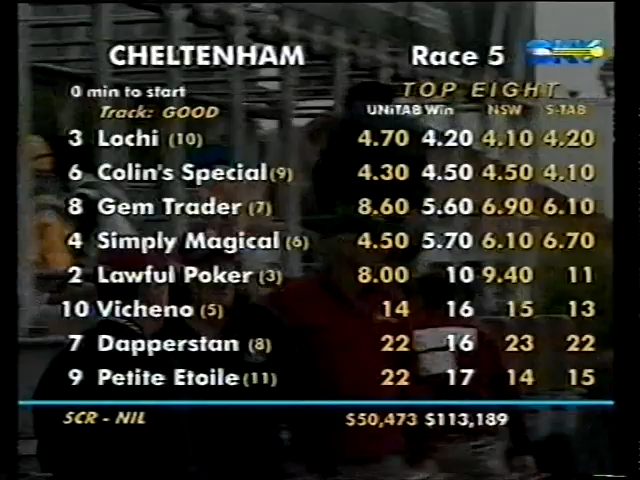 CHELTENHAM Race 5 SKY
0 min to start TOP EIGHT
Track: GOOD UNiTAB Win NSW S-TAB
3 Lochi (10) 4.70 4.20 4.10 4.20
6 Colin's Special (9) 4.30 4.50 4.50 4.10
8 Gem Trader (7) 8.60 5.60 6.90 6.10
4 Simply Magical (6) 4.50 5.70 6.10 6.70
2 Lawful Poker (3) 8.00 10 9.40 11
10 Vicheno (5) 14 16 15 13
7 Dapperstan (8) 22 16 23 22
9 Petite Etoile (11) 22 17 14 15
SCR - NIL $50,473 $113,189